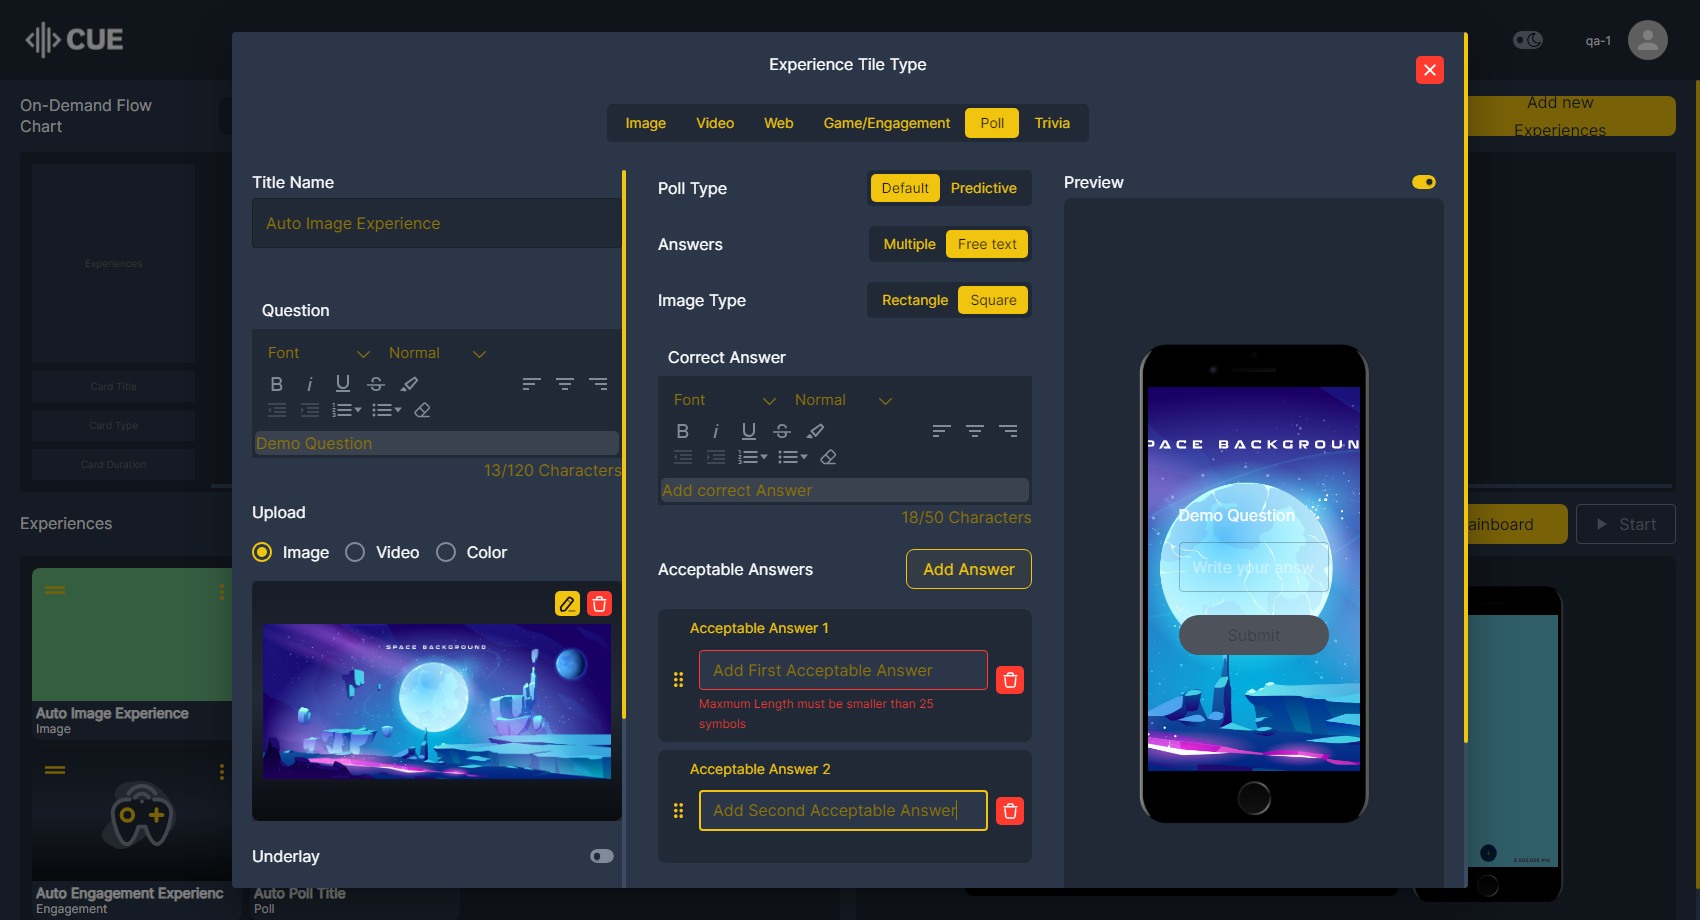 CUE
qa-1
Experience Tile Type
On-Demand Flow
Chart
Add new
Experiences
Image Video Web Game/Engagement Poll Trivia
Title Name
Auto Image Experience
Question
Font Normal
Demo Question
13/120 Characters
Upload
Image Video Color
SPACE BACKGROUND
Underlay
Poll Type
Default Predictive
Answers
Multiple Free text
Image Type
Rectangle Square
Correct Answer
Font Normal
Add correct Answer
18/50 Characters
Acceptable Answers
Add Answer
Acceptable Answer 1
Add First Acceptable Answer
Maxmum Length must be smaller than 25
symbols
Acceptable Answer 2
Add Second Acceptable Answer
Preview
PACE BACKGROUN
Demo Question
Write your answ
Submit
Experiences
Card Title
Card Type
Card Duration
Experiences
ainboard
Start
Auto Image Experience
Image
Auto Engagement Experienc
Engagement
Auto Poll Title
Poll